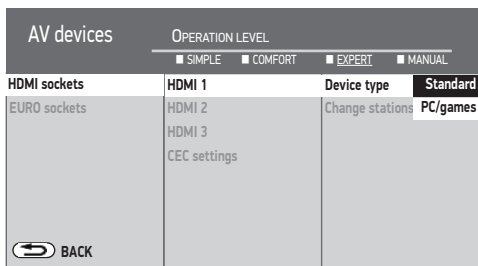 AV devices
OPERATION LEVEL
SIMPLE COMFORT EXPERT MANUAL
HDMI sockets HDMI 1 Device type Standard
EURO sockets HDMI 2 Change stations PC/games
HDMI 3
CEC settings
BACK